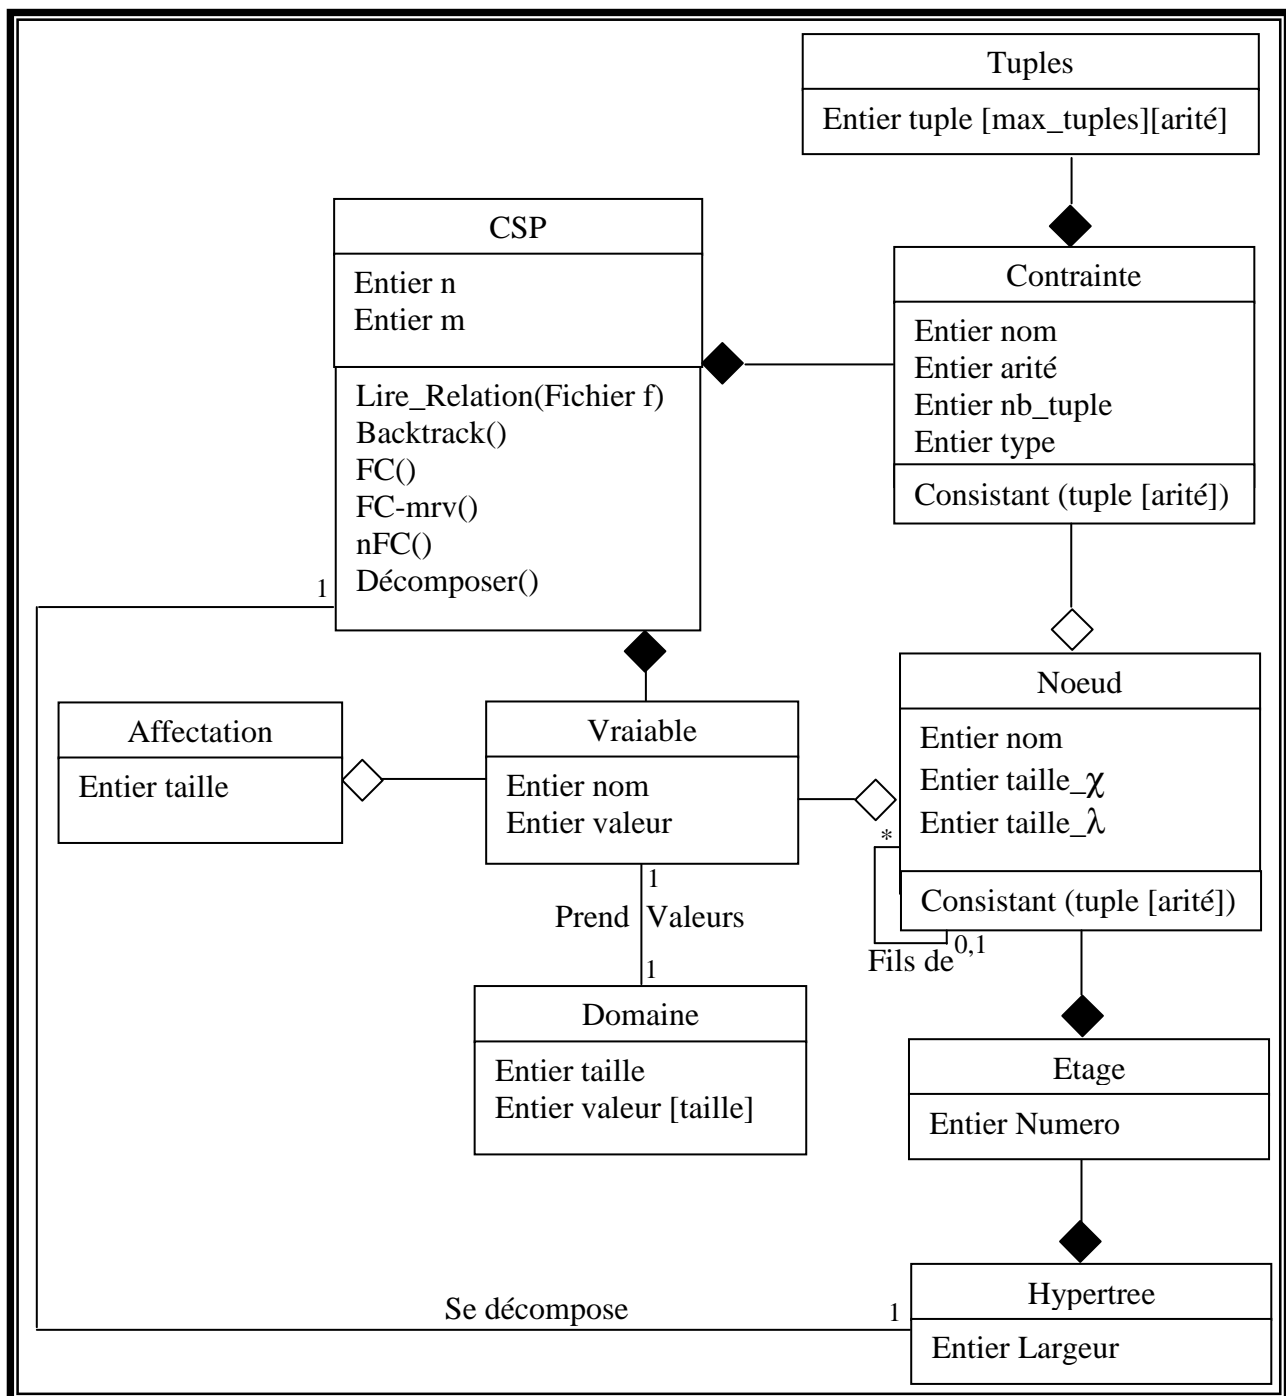 Tuples
Entier tuple [max_tuples][arité]
CSP
Entier n
Entier m
Lire_Relation(Fichier f)
Backtrack()
FC()
FC-mrv()
nFC()
Décomposer()
Contrainte
Entier nom
Entier arité
Entier nb_tuple
Entier type
Consistant (tuple [arité])
1
Affectation
Entier taille
Vraiable
Entier nom
Entier valeur
Noeud
Entier nom
Entier taille_χ
Entier taille_λ
Consistant (tuple [arité])
*
0,1
Fils de
1
Prend Valeurs
1
Domaine
Entier taille
Entier valeur [taille]
Etage
Entier Numero
Hypertree
Entier Largeur
Se décompose
1